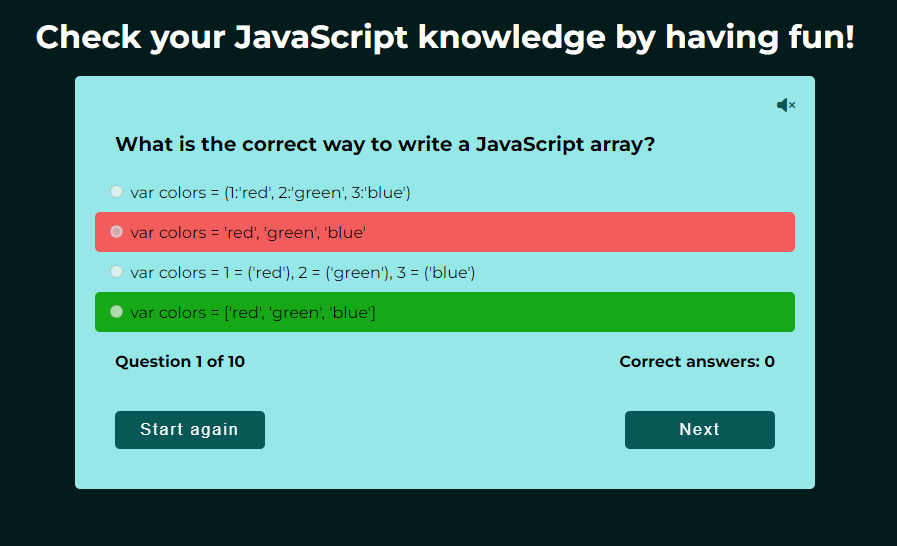 Check your JavaScript knowledge by having fun!
What is the correct way to write a JavaScript array?
var colors = (1:'red', 2:'green', 3:'blue')
var colors = 'red', 'green', 'blue'
var colors = 1 = ('red'), 2 = ('green'), 3 = ('blue')
var colors = ['red', 'green', 'blue']
Question 1 of 10
Correct answers: 0
Start again
Next